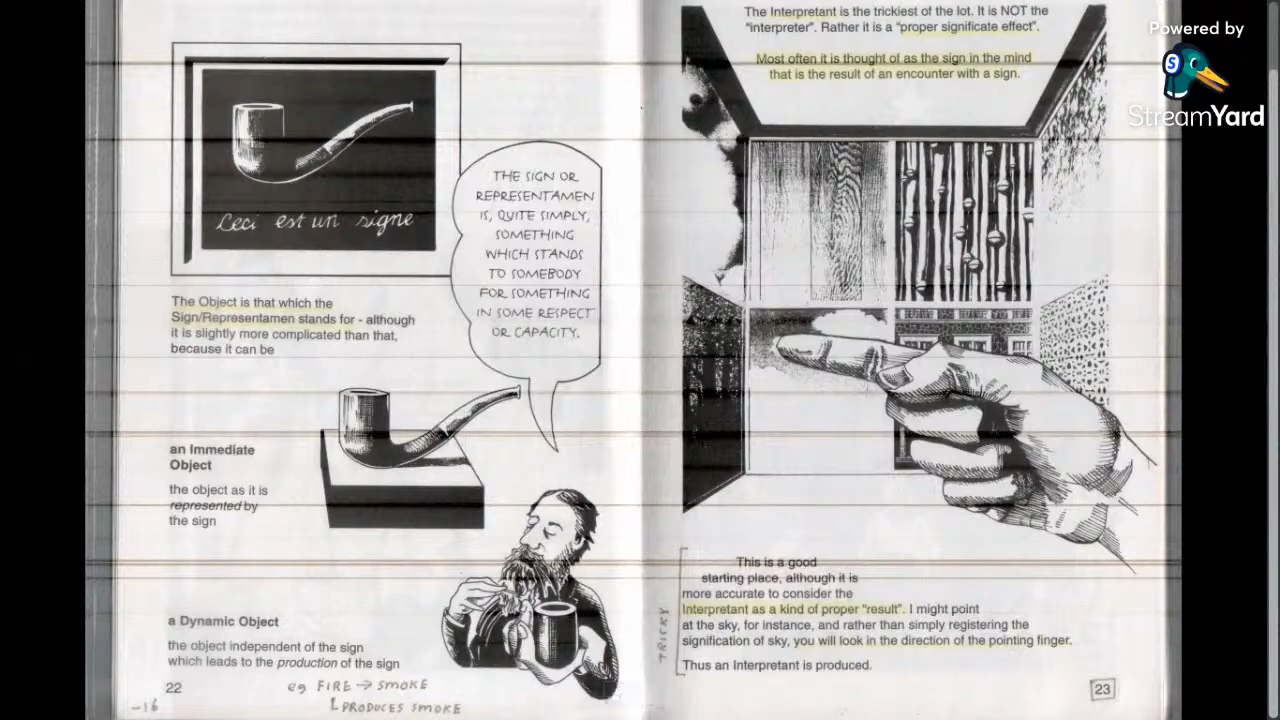 Ceci est un signe
THE SIGN OR
REPRESENTAMEN
IS, QUITE SIMPLY,
SOMETHING
WHICH STANDS
TO SOMEBODY
FOR SOMETHING
IN SOME RESPECT
OR CAPACITY.
The Object is that which the
Sign/Representamen stands for - although
it is slightly more complicated than that,
because it can be
an Immediate
Object
the object as it is
represented by
the sign
a Dynamic Object
the object independent of the sign
which leads to the production of the sign
22
eg FIRE → SMOKE
PRODUCES SMOKE
-16
The Interpretant is the trickiest of the lot. It is NOT the
"interpreter". Rather it is a "proper significate effect".
Most often it is thought of as the sign in the mind
that is the result of an encounter with a sign.
This is a good
starting place, although it is
more accurate to consider the
Interpretant as a kind of proper "result". I might point
at the sky, for instance, and rather than simply registering the
signification of sky, you will look in the direction of the pointing finger.
Thus an Interpretant is produced.
TRICKY
23
Powered by
StreamYard